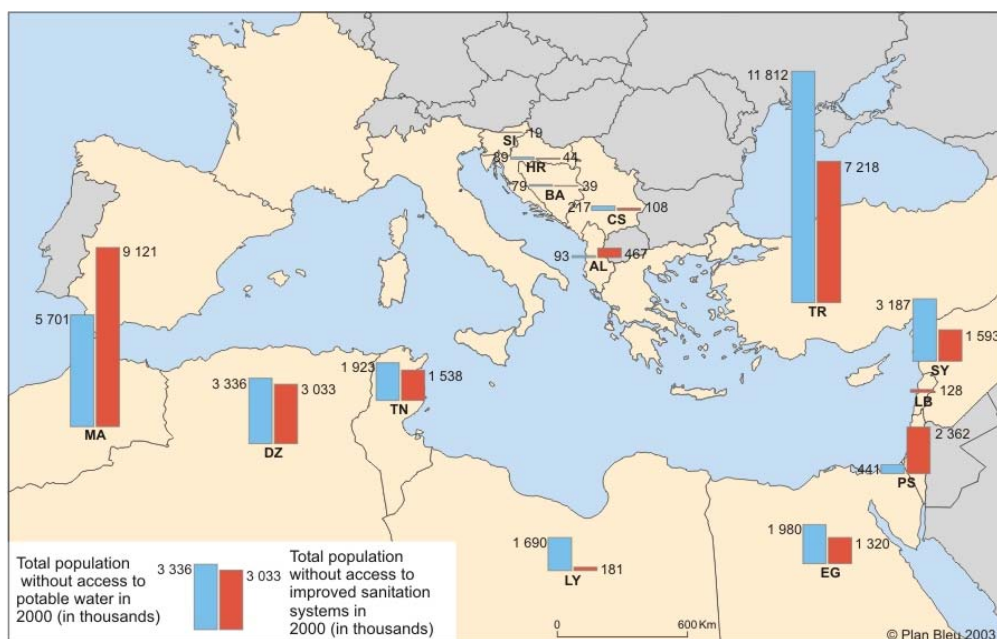 11 812
7 218
TR
19
SI
89
44
HR
79
39
BA
217
108
CS
93
467
AL
9 121
5 701
MA
3 336
3 033
DZ
1 923
1 538
TN
3 187
1 593
SY
128
LB
2 362
441
PS
1 690
181
LY
1 980
1 320
EG
Total population
without access to
potable water in
2000 (in thousands)
3 336
3 033
Total population
without access to
improved sanitation
systems in
2000 (in thousands)
0 600 Km
© Plan Bleu 2003